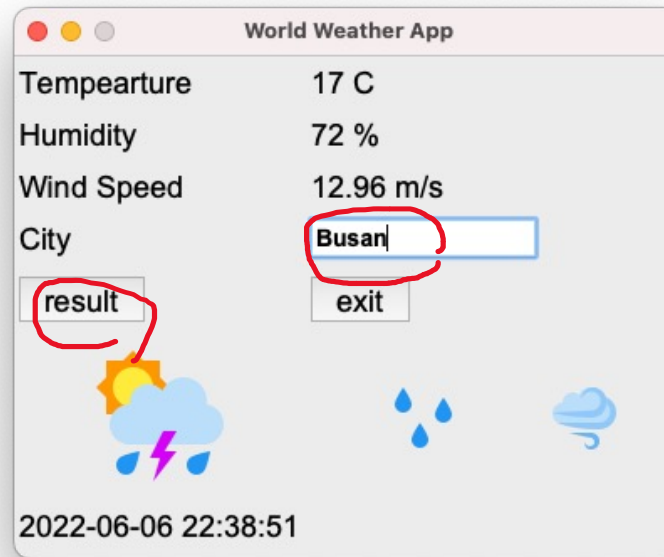 World Weather App
Tempearture 17 C
Humidity 72 %
Wind Speed 12.96 m/s
City Busan
result exit
2022-06-06 22:38:51